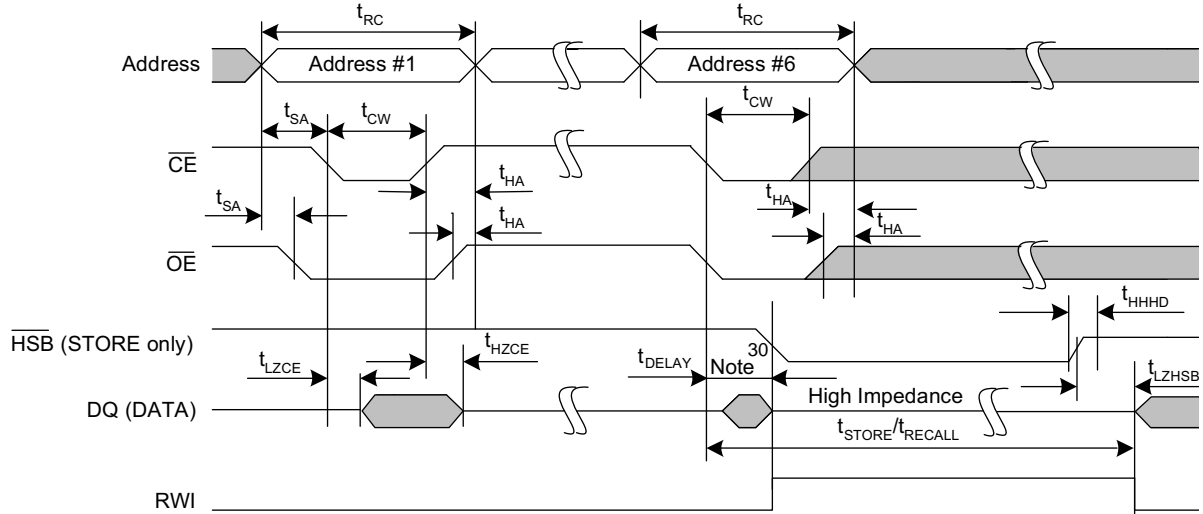 tRC tRC
Address Address #1 Address #6
tCW
tSA tCW
CE
tHA
tSA tHA
tHA tHA
OE
tHHHD
HSB (STORE only)
tLZCE tHZCE tDELAY Note 30 tLZHSB
DQ (DATA) High Impedance
tSTORE/tRECALL
RWI